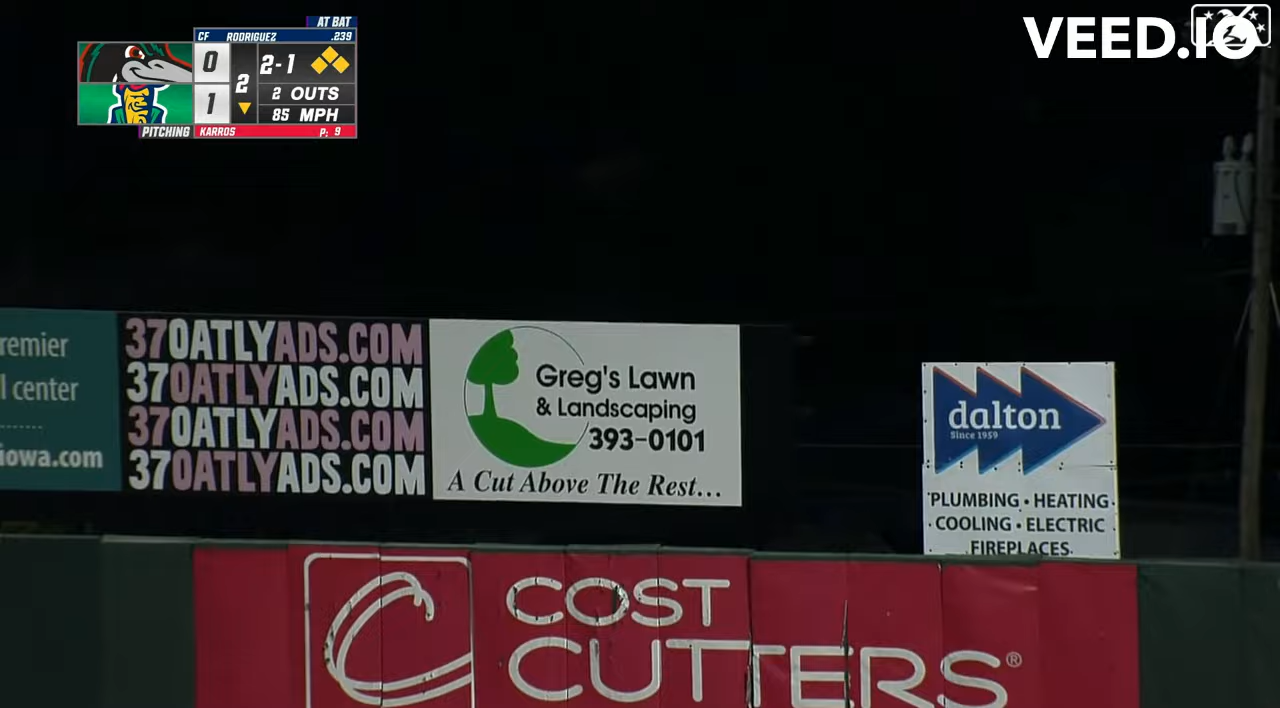 AT BAT
CF RODRIGUEZ .239
0 2-1
2
1 2 OUTS
85 MPH
PITCHING KARROS P: 9
VEED.IO
remier
l center
iowa.com
370ATLYADS.COM
370ATLYADS.COM
370ATLYADS.COM
370ATLYADS.COM
Greg's Lawn
& Landscaping
393-0101
A Cut Above The Rest...
dalton
Since 1959
PLUMBING • HEATING
COOLING • ELECTRIC
FIREPLACES
COST
CUTTERS®